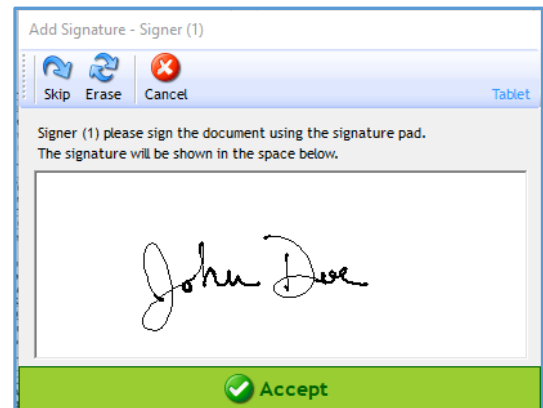 Add Signature - Signer (1)
Skip Erase Cancel Tablet
Signer (1) please sign the document using the signature pad.
The signature will be shown in the space below.
John Doe
Accept